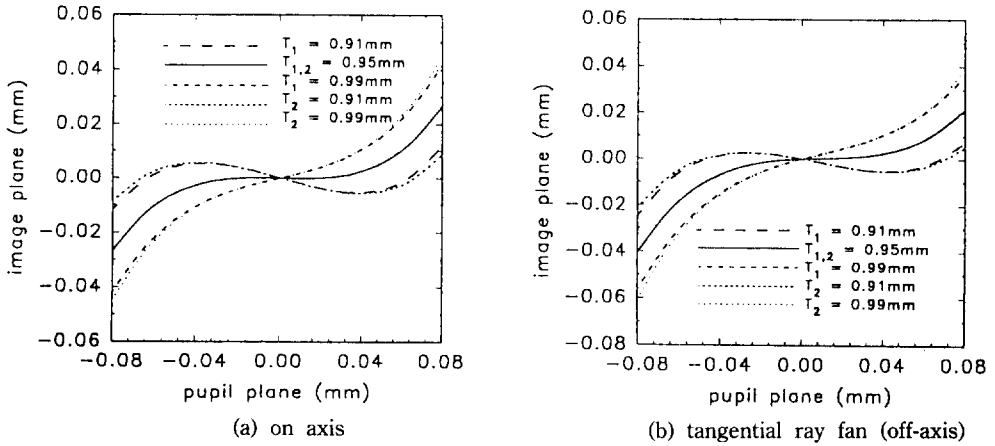 0.06
0.04
0.02
0.00
-0.02
-0.04
-0.06
image plane (mm)
T1 = 0.91mm
T1,2 = 0.95mm
T1 = 0.99mm
T2 = 0.91mm
T2 = 0.99mm
-0.08 -0.04 0.00 0.04 0.08
pupil plane (mm)
(a) on axis
0.06
0.04
0.02
0.00
-0.02
-0.04
-0.06
-0.08
image plane (mm)
T1 = 0.91mm
T1,2 = 0.95mm
T1 = 0.99mm
T2 = 0.91mm
T2 = 0.99mm
-0.08 -0.04 0.00 0.04 0.08
pupil plane (mm)
(b) tangential ray fan (off-axis)